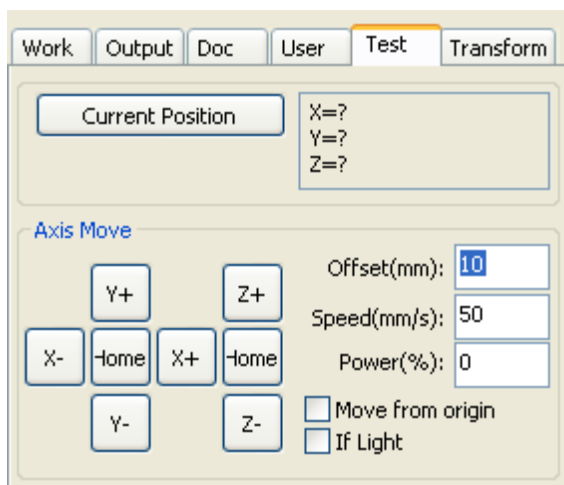 Work Output Doc User Test Transform
Current Position
X=?
Y=?
Z=?
Axis Move
Offset(mm): 10
Y+ Z+
Speed(mm/s): 50
X- Home X+ Home
Power(%): 0
Move from origin
Y- Z-
If Light